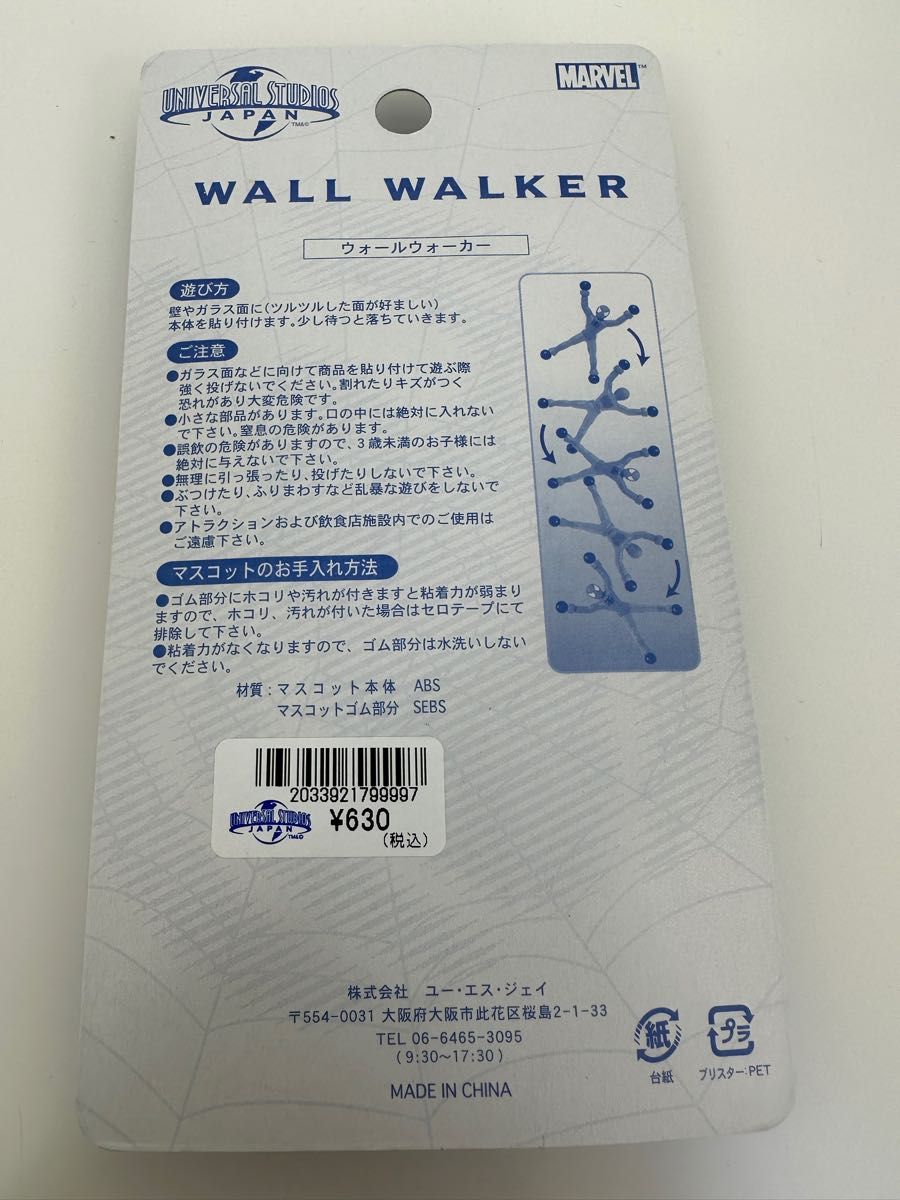 UNIVERSAL STUDIOS
JAPAN
TM&©
MARVEL™
WALL WALKER
ウォールウォーカー
遊び方
壁やガラス面に(ツルツルした面が好ましい)
本体を貼り付けます。少し待つと落ちていきます。
ご注意
●ガラス面などに向けて商品を貼り付けて遊ぶ際
強く投げないでください。割れたりキズがつく
恐れがあり大変危険です。
●小さな部品があります。口の中には絶対に入れない
で下さい。窒息の危険があります。
●誤飲の危険がありますので、3歳未満のお子様には
絶対に与えないで下さい。
●無理に引っ張ったり、投げたりしないで下さい。
●ぶつけたり、ふりまわすなど乱暴な遊びをしないで
下さい。
●アトラクションおよび飲食店施設内でのご使用は
ご遠慮下さい。
マスコットのお手入れ方法
●ゴム部分にホコリや汚れが付きますと粘着力が弱まり
ますので、ホコリ、汚れが付いた場合はセロテープにて
排除して下さい。
●粘着力がなくなりますので、ゴム部分は水洗いしない
でください。
材質:マスコット本体 ABS
マスコットゴム部分 SEBS
2033921799997
UNIVERSAL STUDIOS
JAPAN
TM&©
¥630
(税込)
株式会社 ユー・エス・ジェイ
〒554-0031 大阪府大阪市此花区桜島2-1-33
TEL 06-6465-3095
(9:30~17:30)
MADE IN CHINA
紙
台紙
プラ
ブリスター:PET